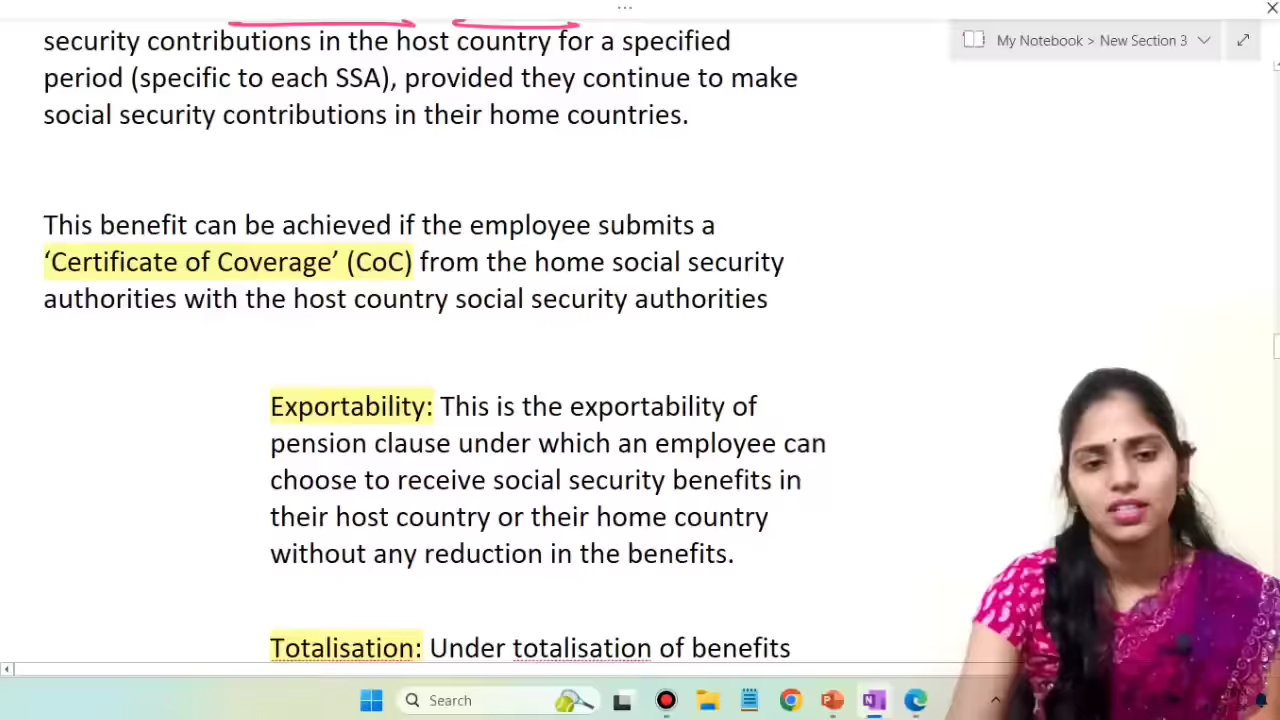 ...
security contributions in the host country for a specified
period (specific to each SSA), provided they continue to make
social security contributions in their home countries.
My Notebook > New Section 3
This benefit can be achieved if the employee submits a
‘Certificate of Coverage’ (CoC) from the home social security
authorities with the host country social security authorities
Exportability: This is the exportability of
pension clause under which an employee can
choose to receive social security benefits in
their host country or their home country
without any reduction in the benefits.
Totalisation: Under totalisation of benefits
Search